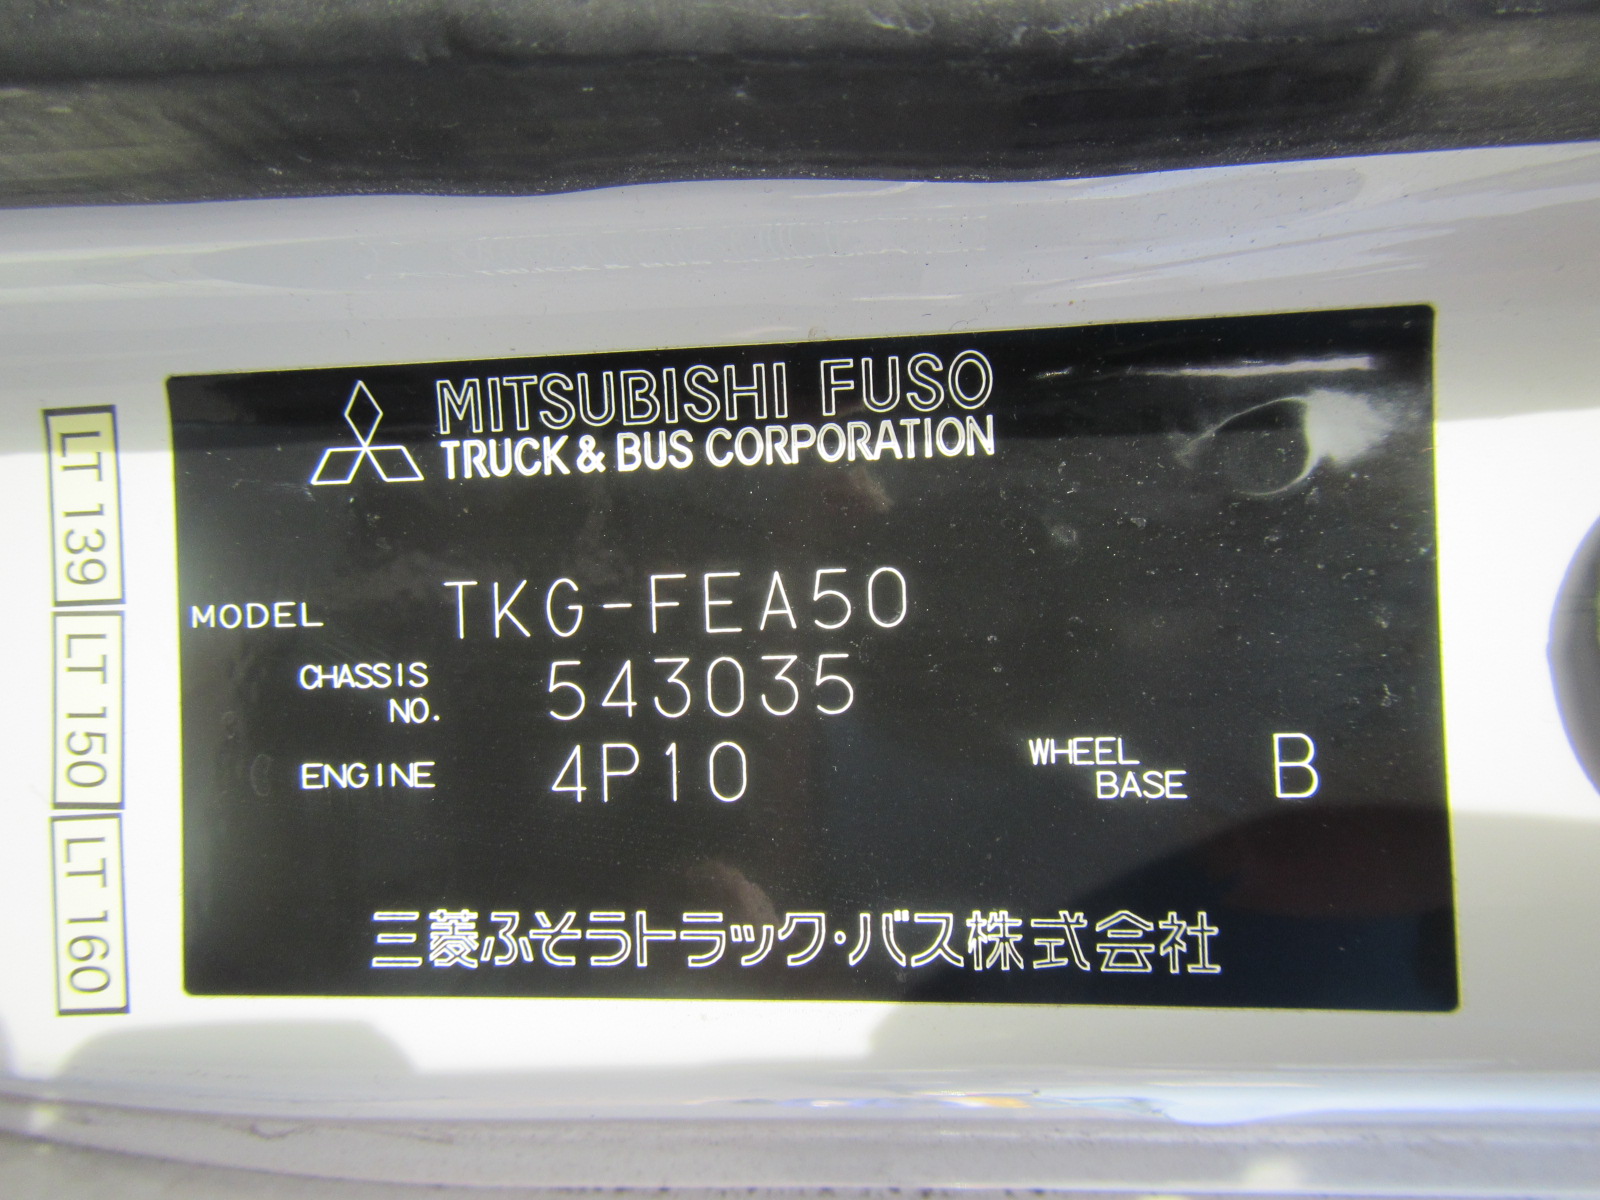 MITSUBISHI FUSO
TRUCK & BUS CORPORATION
MODEL TKG-FEA50
CHASSIS NO. 543035
ENGINE 4P10
WHEEL BASE B
三菱ふそうトラック・バス株式会社
LT 139
LT 150
LT 160